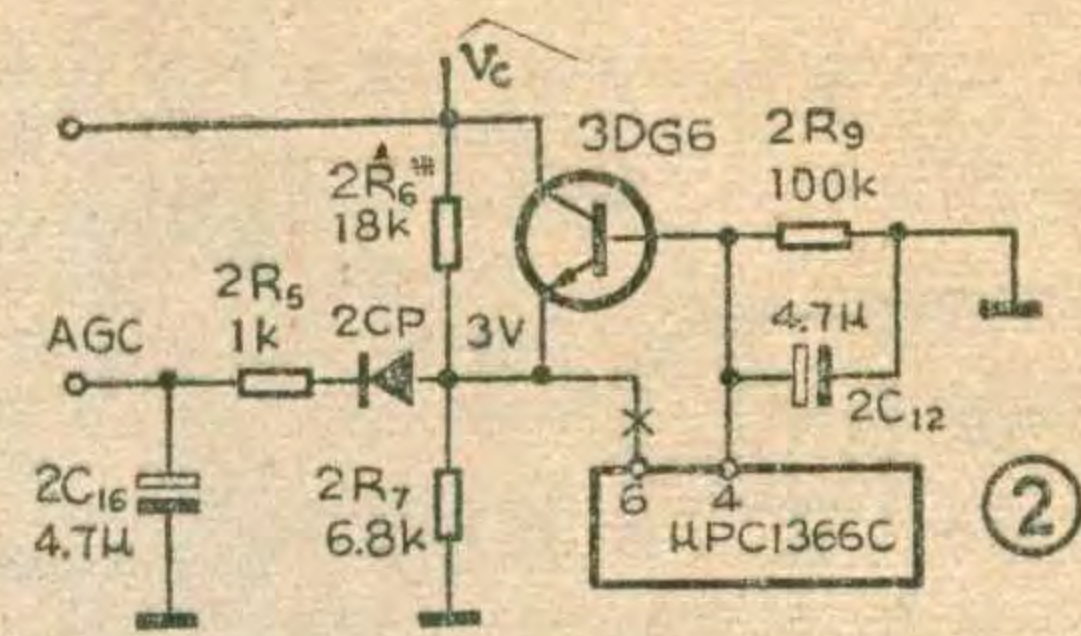 Vc
3DG6
2R₉
100k
2R₆※
18k
2R₅
1k
2CP
3V
AGC
4.7μ
2C₁₂
2C₁₆
4.7μ
2R₇
6.8k
6
4
μPC1366C
②